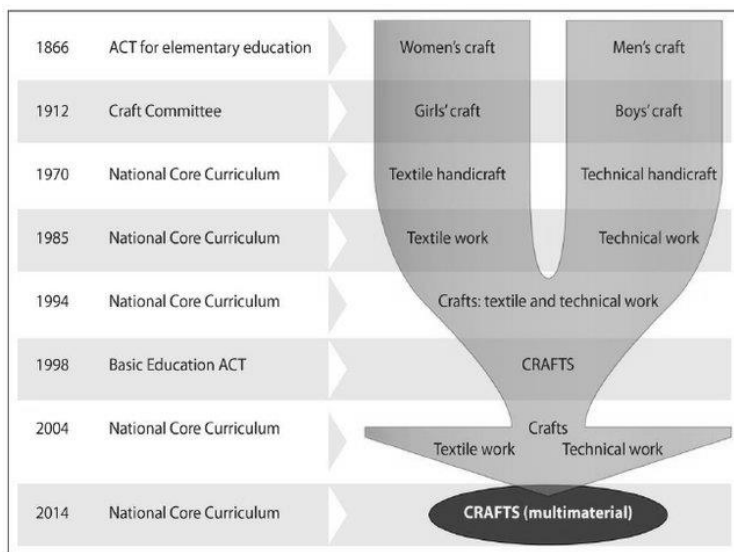 1866 ACT for elementary education Women's craft Men's craft
1912 Craft Committee Girls' craft Boys' craft
1970 National Core Curriculum Textile handicraft Technical handicraft
1985 National Core Curriculum Textile work Technical work
1994 National Core Curriculum Crafts: textile and technical work
1998 Basic Education ACT CRAFTS
2004 National Core Curriculum Crafts
Textile work Technical work
2014 National Core Curriculum CRAFTS (multimaterial)